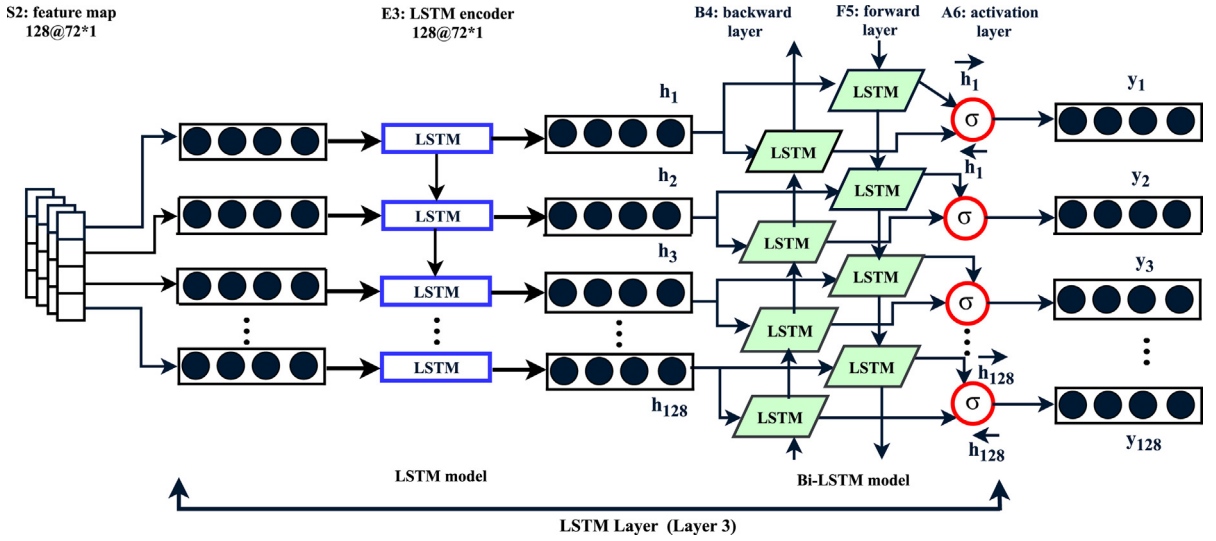 S2: feature map
128@72*1
E3: LSTM encoder
128@72*1
B4: backward
layer
F5: forward
layer
A6: activation
layer
h1
LSTM
h1
y1
LSTM
σ
LSTM
h1
h2
LSTM
y2
LSTM
σ
LSTM
h3
LSTM
y3
LSTM
σ
LSTM
LSTM
h128
LSTM
h128
LSTM
σ
h128
y128
LSTM model
Bi-LSTM model
LSTM Layer (Layer 3)